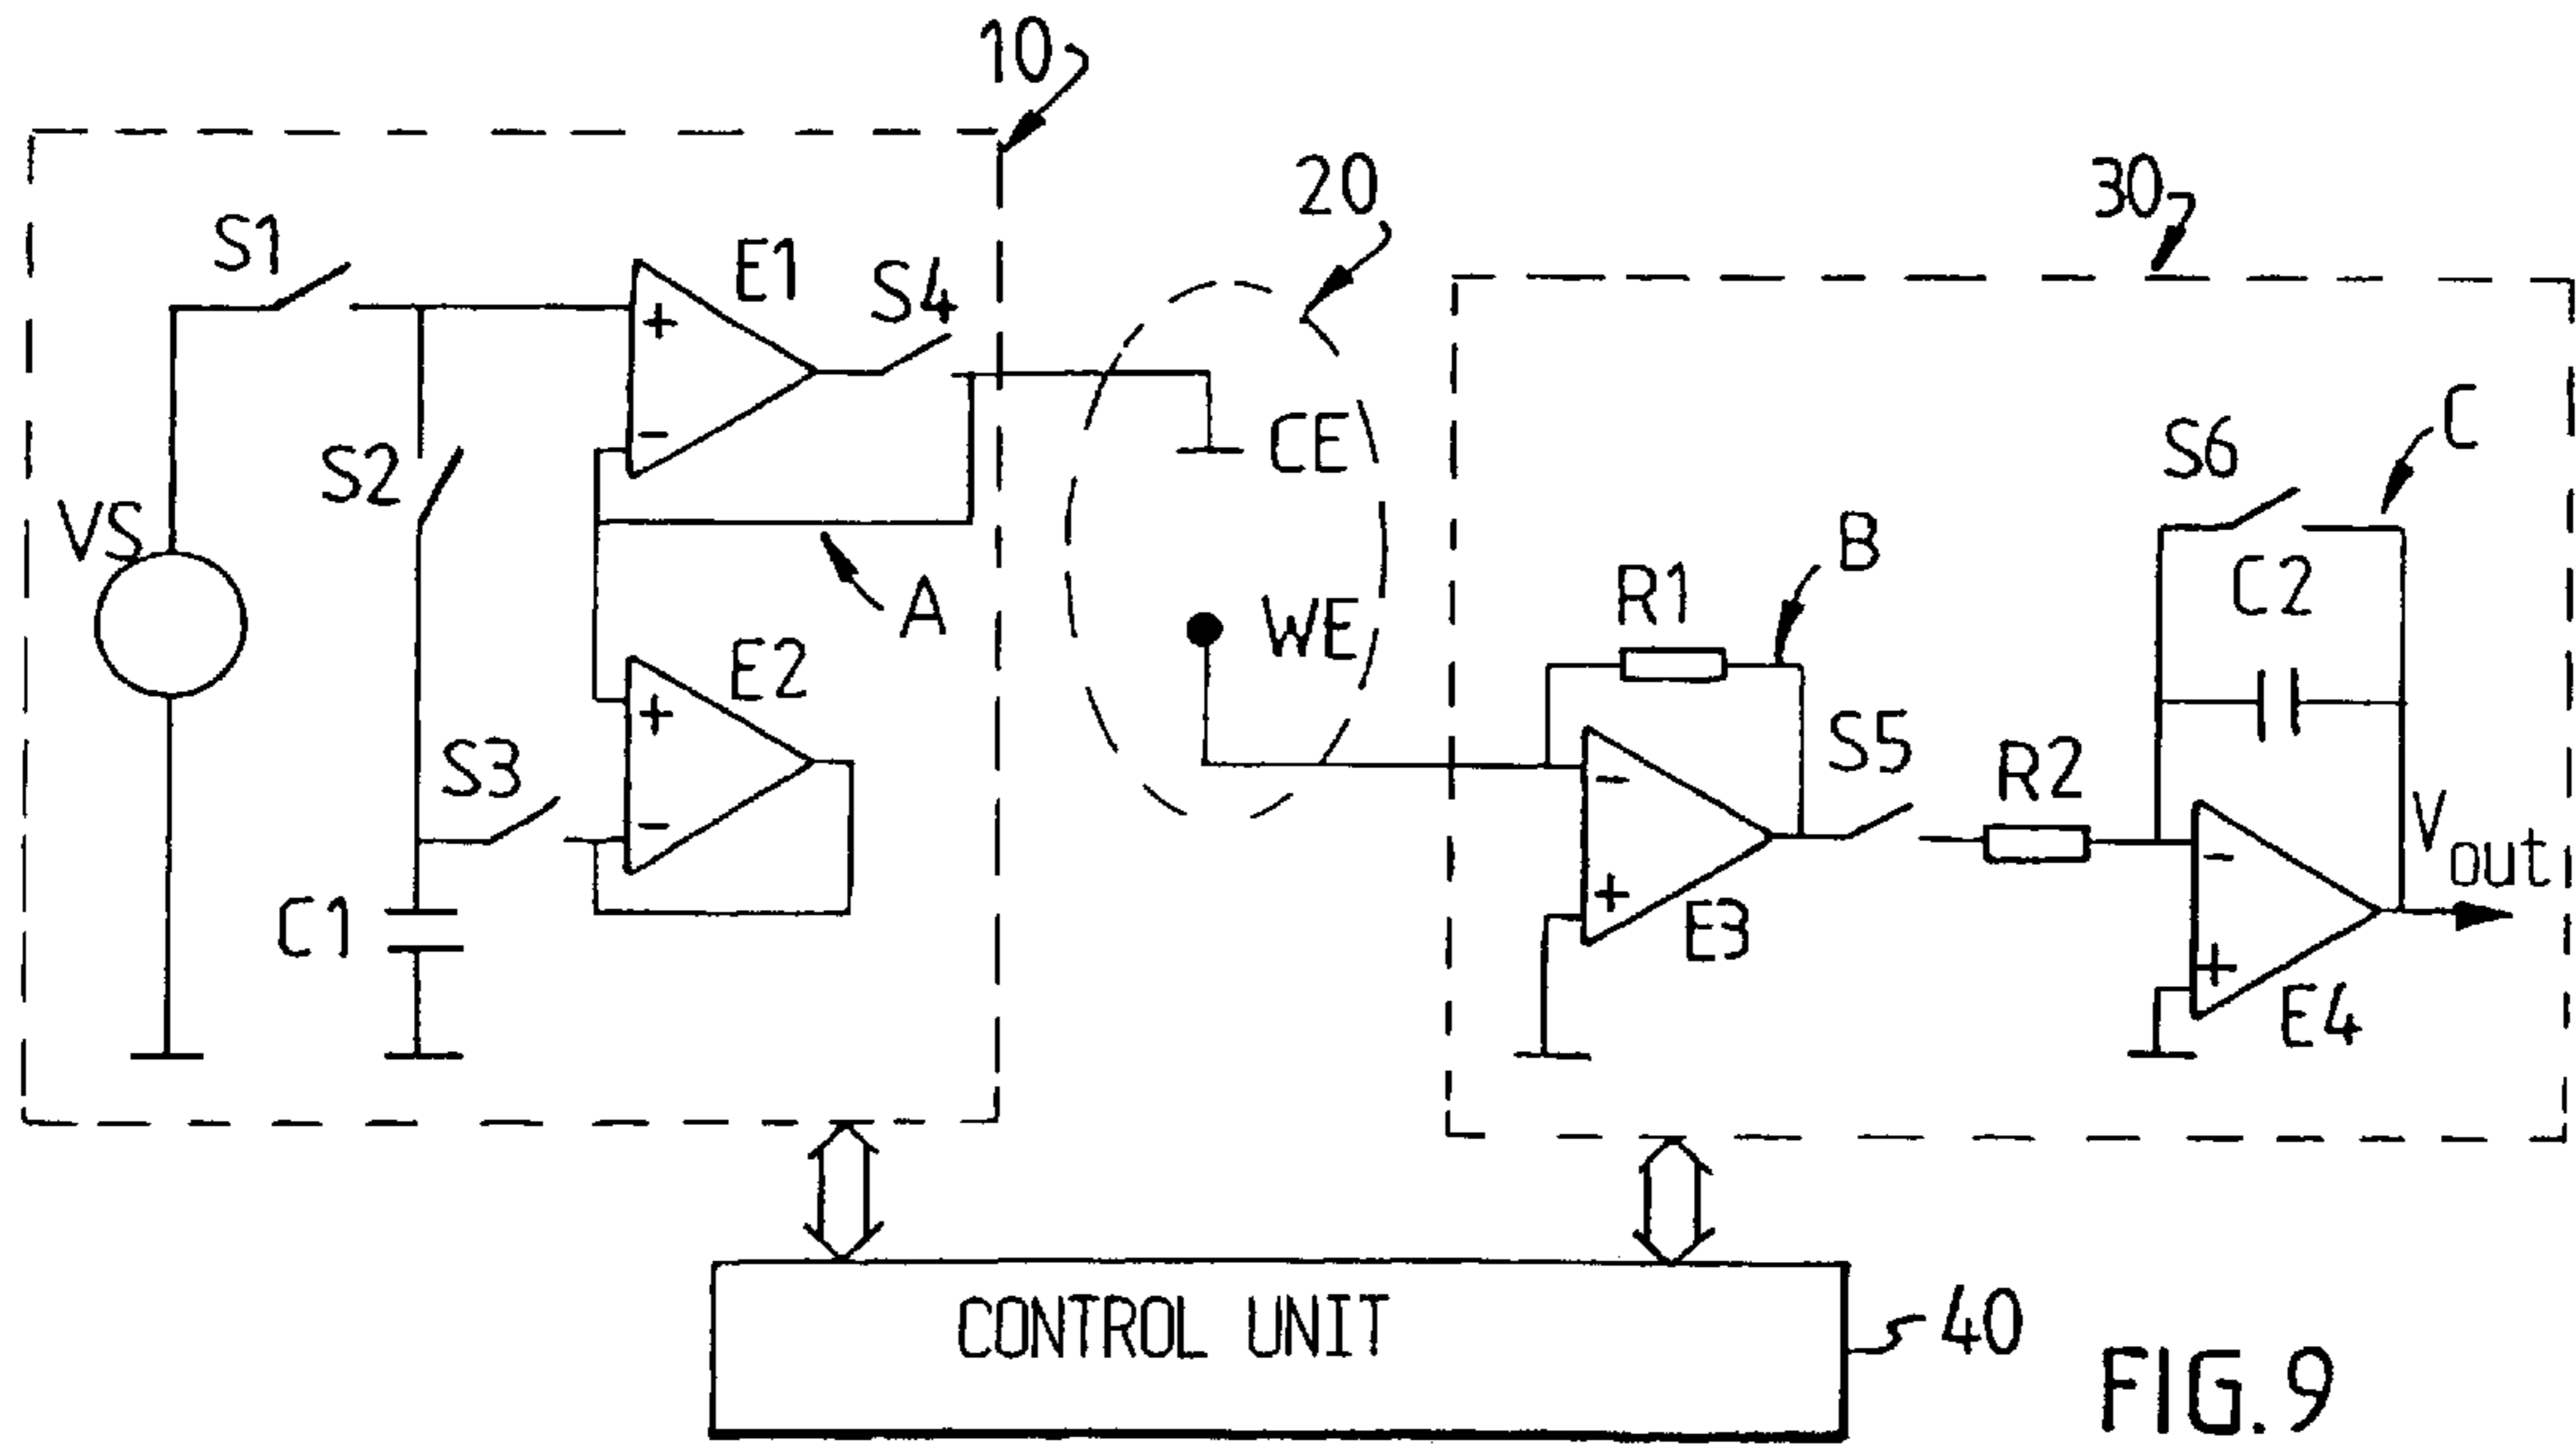 10
20
30
S1
E1
S4
S2
VS
CE
C
S6
C2
B
R1
A
WE
E2
S3
S5
R2
V out
C1
+
-
+
-
-
+
-
+
E3
E4
CONTROL UNIT
40
FIG. 9